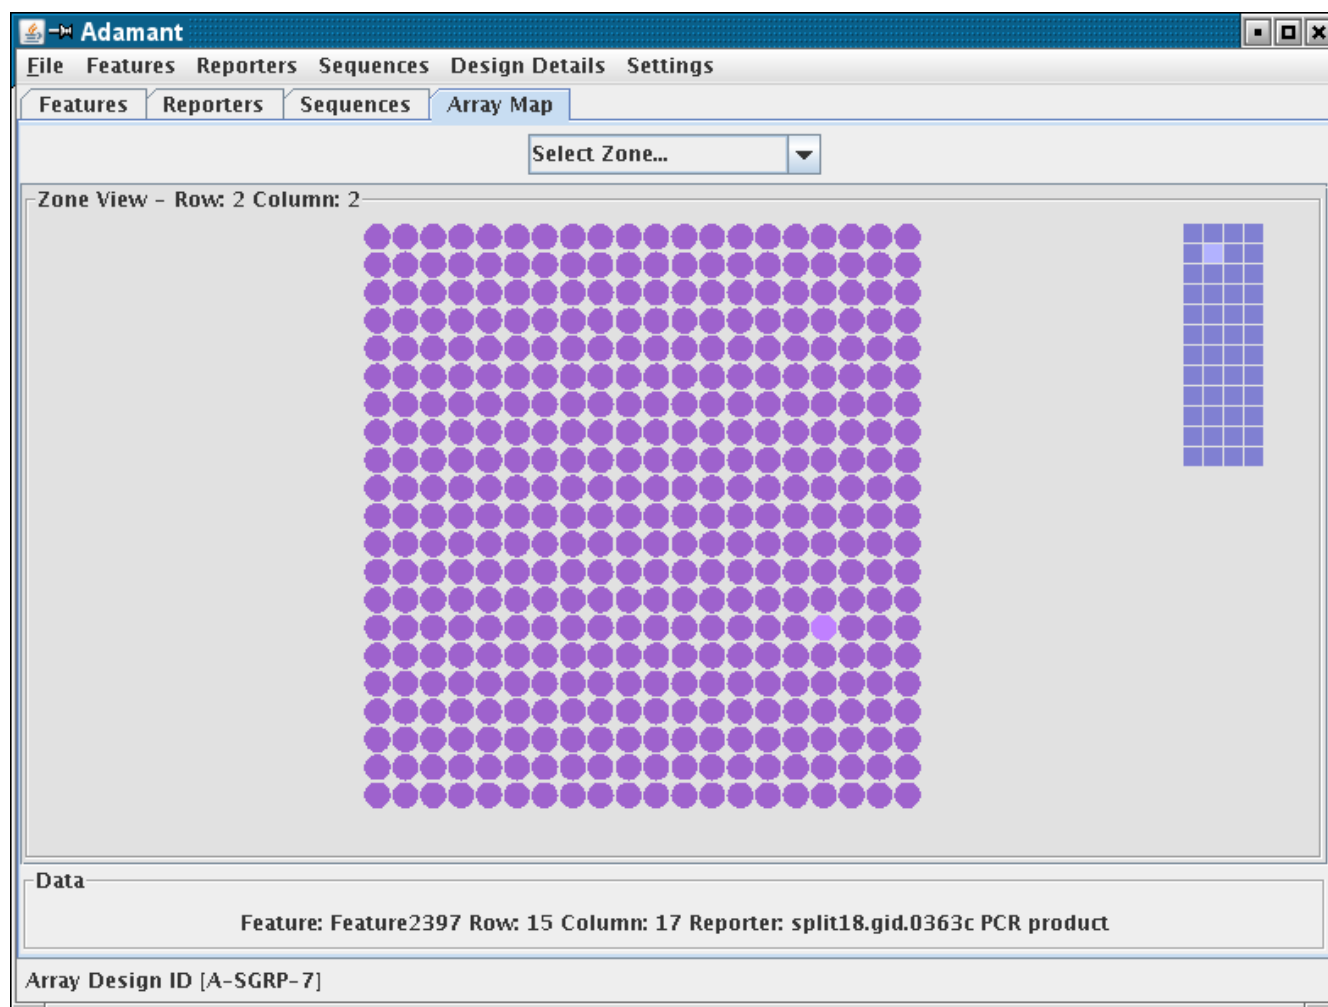 Adamant
File Features Reporters Sequences Design Details Settings
Features Reporters Sequences Array Map
Select Zone...
Zone View - Row: 2 Column: 2
Data
Feature: Feature2397 Row: 15 Column: 17 Reporter: split18.gid.0363c PCR product
Array Design ID [A-SGRP-7]